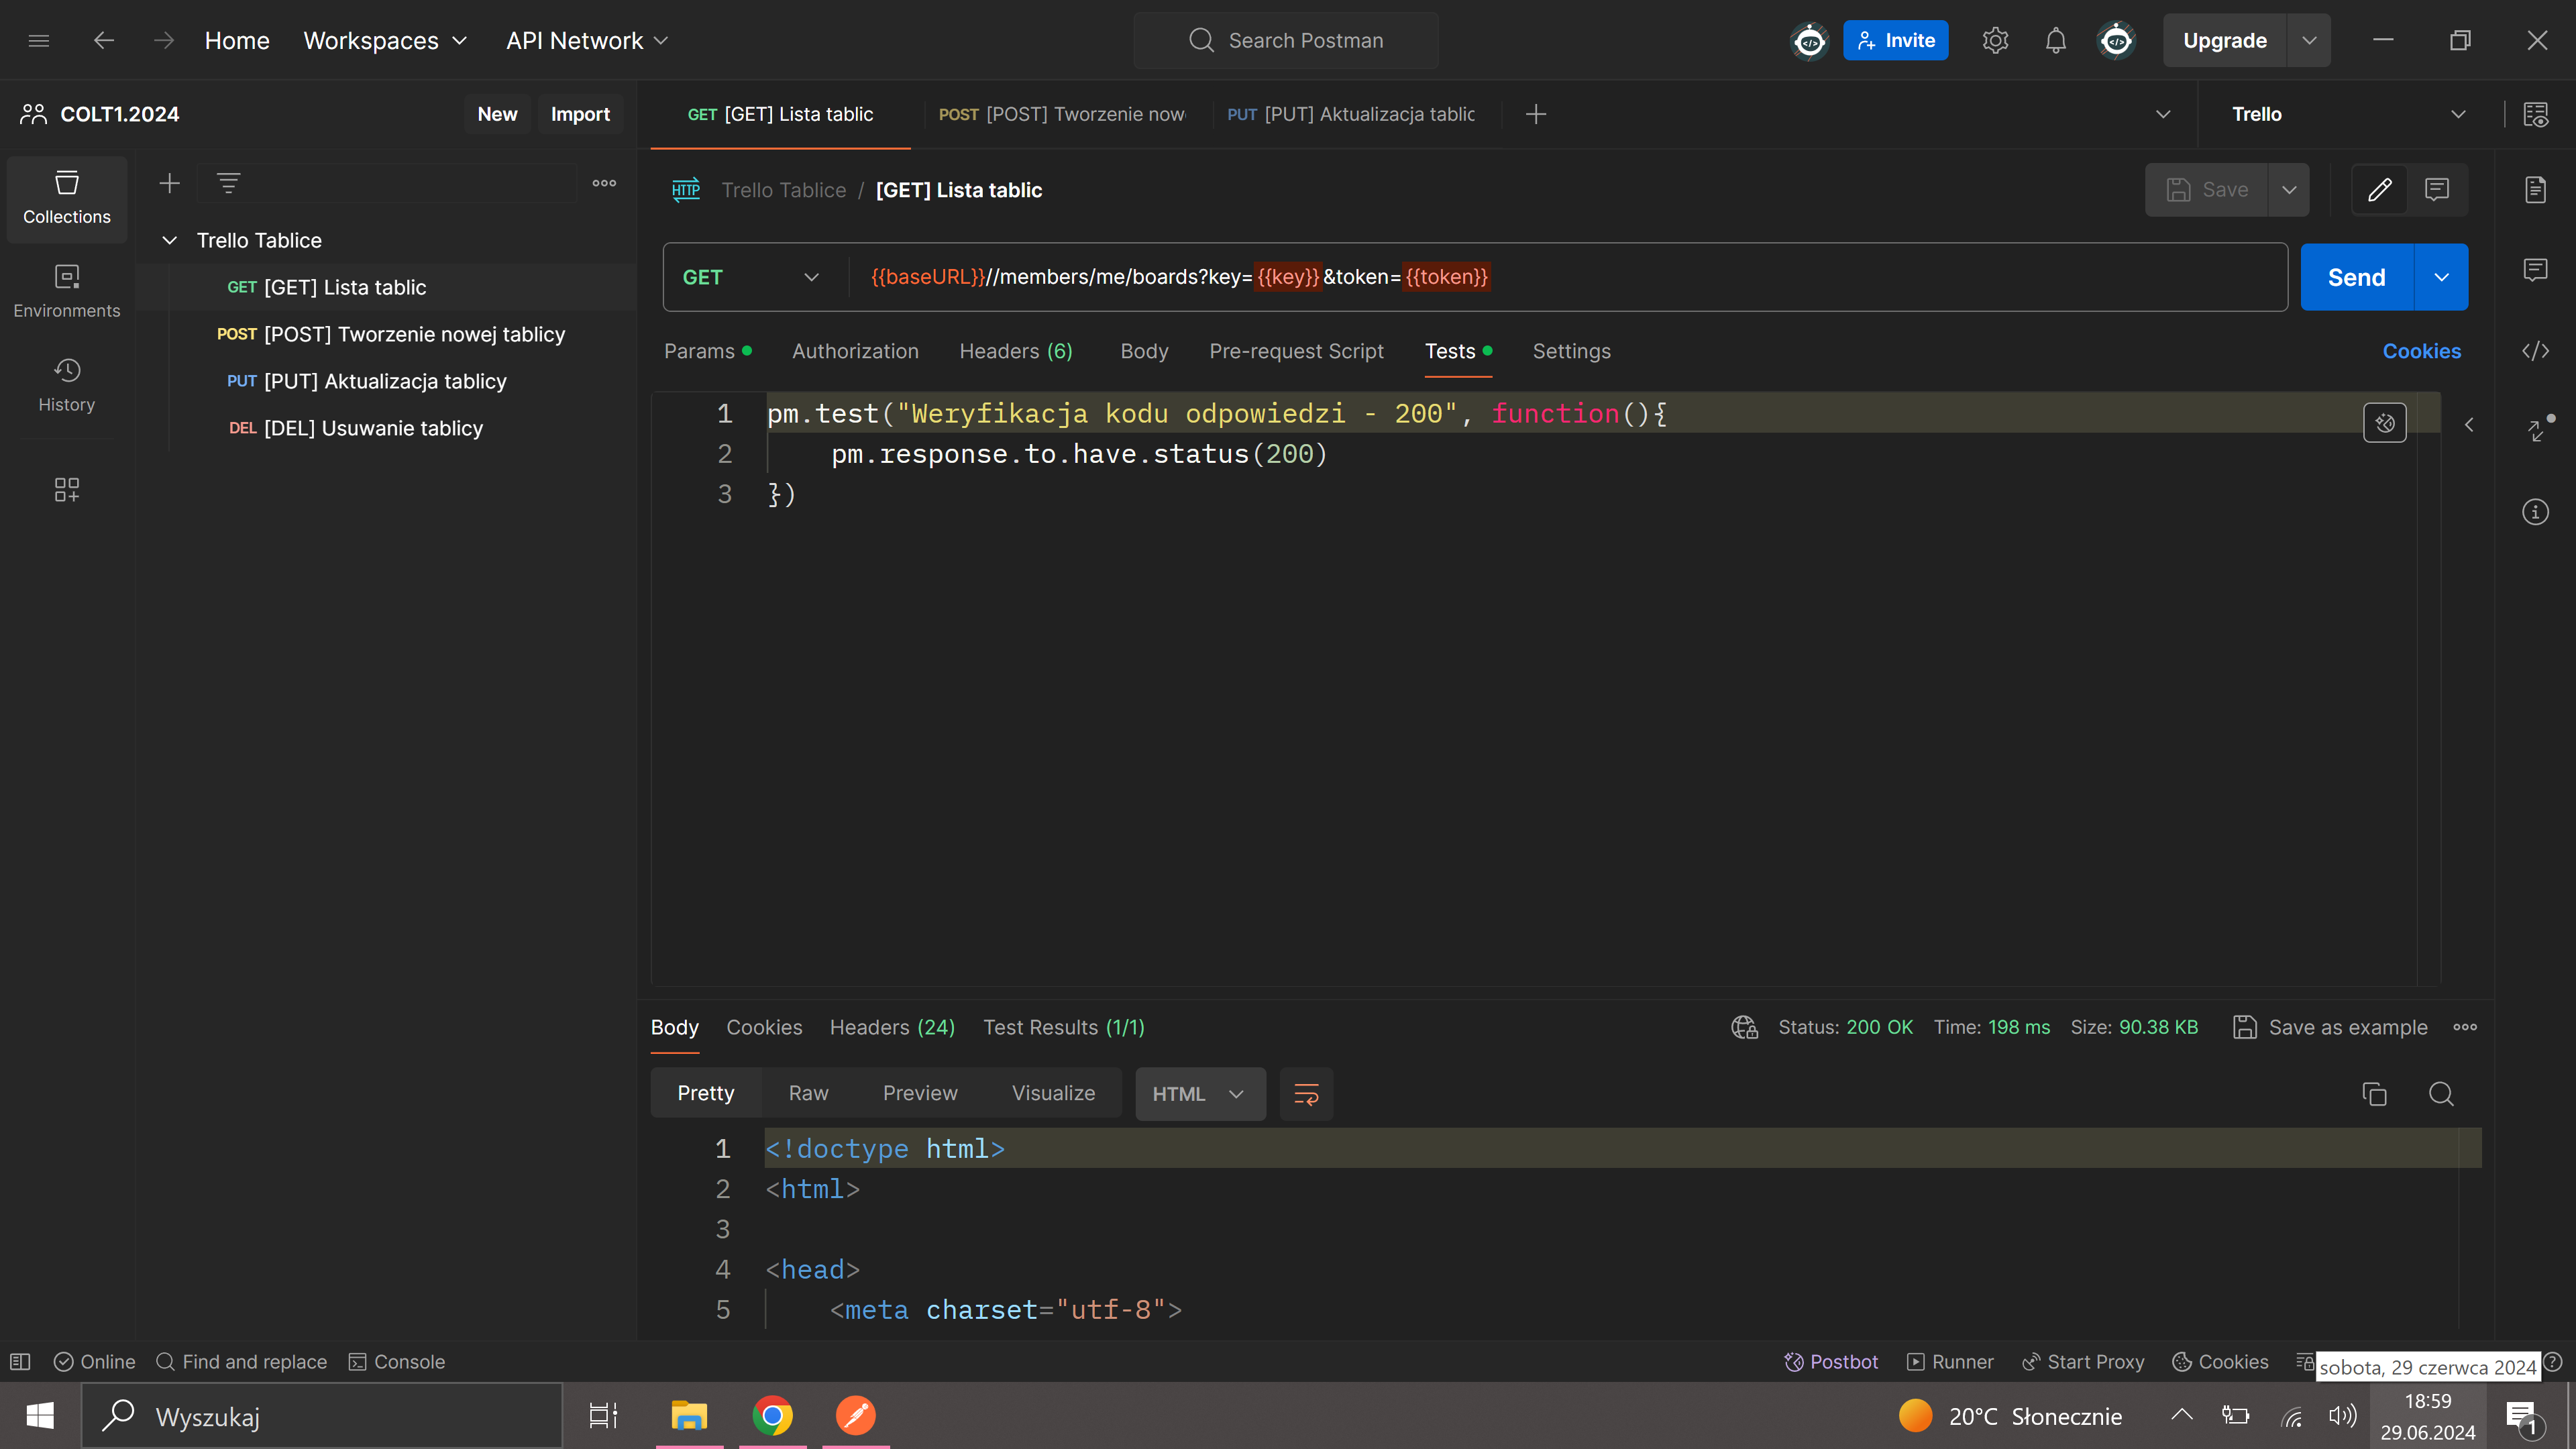 Home Workspaces API Network Search Postman Invite Upgrade
COLT1.2024 New Import GET [GET] Lista tablic POST [POST] Tworzenie now PUT [PUT] Aktualizacja tablic Trello
Collections
Environments
History
Trello Tablice
GET [GET] Lista tablic
POST [POST] Tworzenie nowej tablicy
PUT [PUT] Aktualizacja tablicy
DEL [DEL] Usuwanie tablicy
HTTP Trello Tablice / [GET] Lista tablic Save
GET {{baseURL}}//members/me/boards?key={{key}}&token={{token}} Send
Params Authorization Headers (6) Body Pre-request Script Tests Settings Cookies
1 pm.test("Weryfikacja kodu odpowiedzi - 200", function(){
2 pm.response.to.have.status(200)
3 })
Body Cookies Headers (24) Test Results (1/1) Status: 200 OK Time: 198 ms Size: 90.38 KB Save as example
Pretty Raw Preview Visualize HTML
1 <!doctype html>
2 <html>
3
4 <head>
5 <meta charset="utf-8">
Online Find and replace Console Postbot Runner Start Proxy Cookies sobota, 29 czerwca 2024
Wyszukaj 20°C Słonecznie 18:59
29.06.2024 1